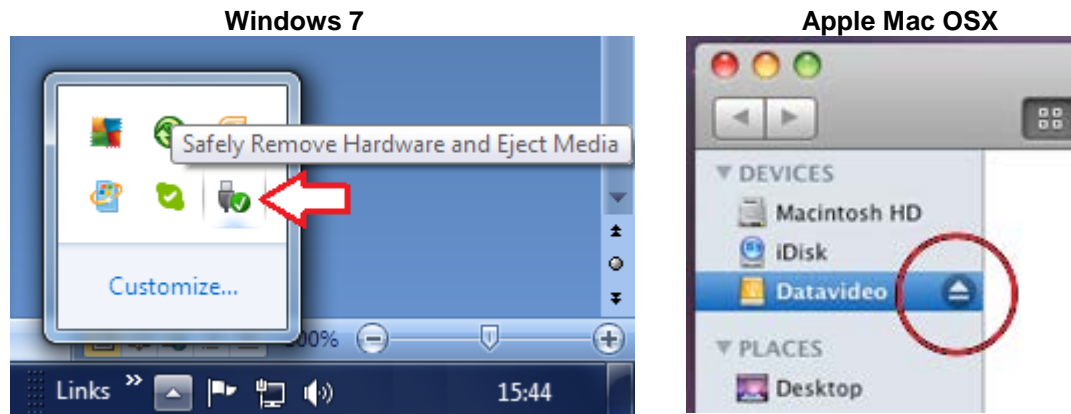 Windows 7
Safely Remove Hardware and Eject Media
Customize...
Links
15:44
Apple Mac OSX
DEVICES
Macintosh HD
iDisk
Datavideo
PLACES
Desktop